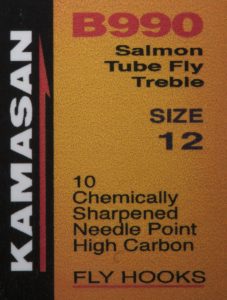 KAMASAN
B990
Salmon
Tube Fly
Treble
SIZE
12
10
Chemically
Sharpened
Needle Point
High Carbon
FLY HOOKS